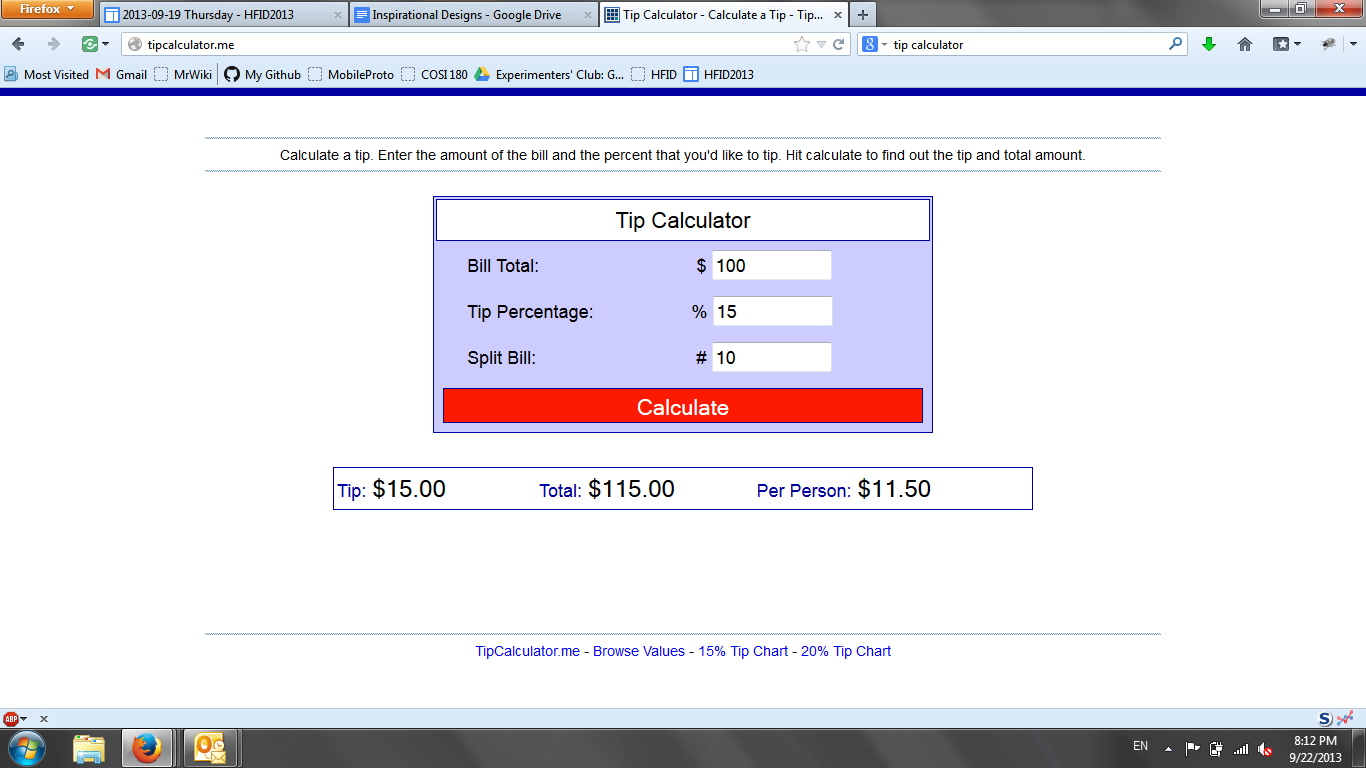 Firefox
2013-09-19 Thursday - HFID2013
Inspirational Designs - Google Drive
Tip Calculator - Calculate a Tip - Tip...
tipcalculator.me
8
tip calculator
Most Visited
Gmail
MrWiki
My Github
MobileProto
COSI180
Experimenters' Club: G...
HFID
HFID2013
Calculate a tip. Enter the amount of the bill and the percent that you'd like to tip. Hit calculate to find out the tip and total amount.
Tip Calculator
Bill Total: $ 100
Tip Percentage: % 15
Split Bill: # 10
Calculate
Tip: $15.00 Total: $115.00 Per Person: $11.50
TipCalculator.me - Browse Values - 15% Tip Chart - 20% Tip Chart
ABP
S
EN
8:12 PM
9/22/2013